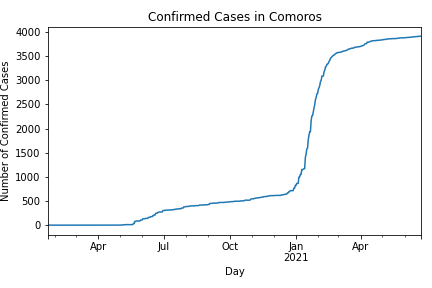 Confirmed Cases in Comoros
Number of Confirmed Cases
4000
3500
3000
2500
2000
1500
1000
500
0
Apr
Jul
Oct
Jan
2021
Apr
Day